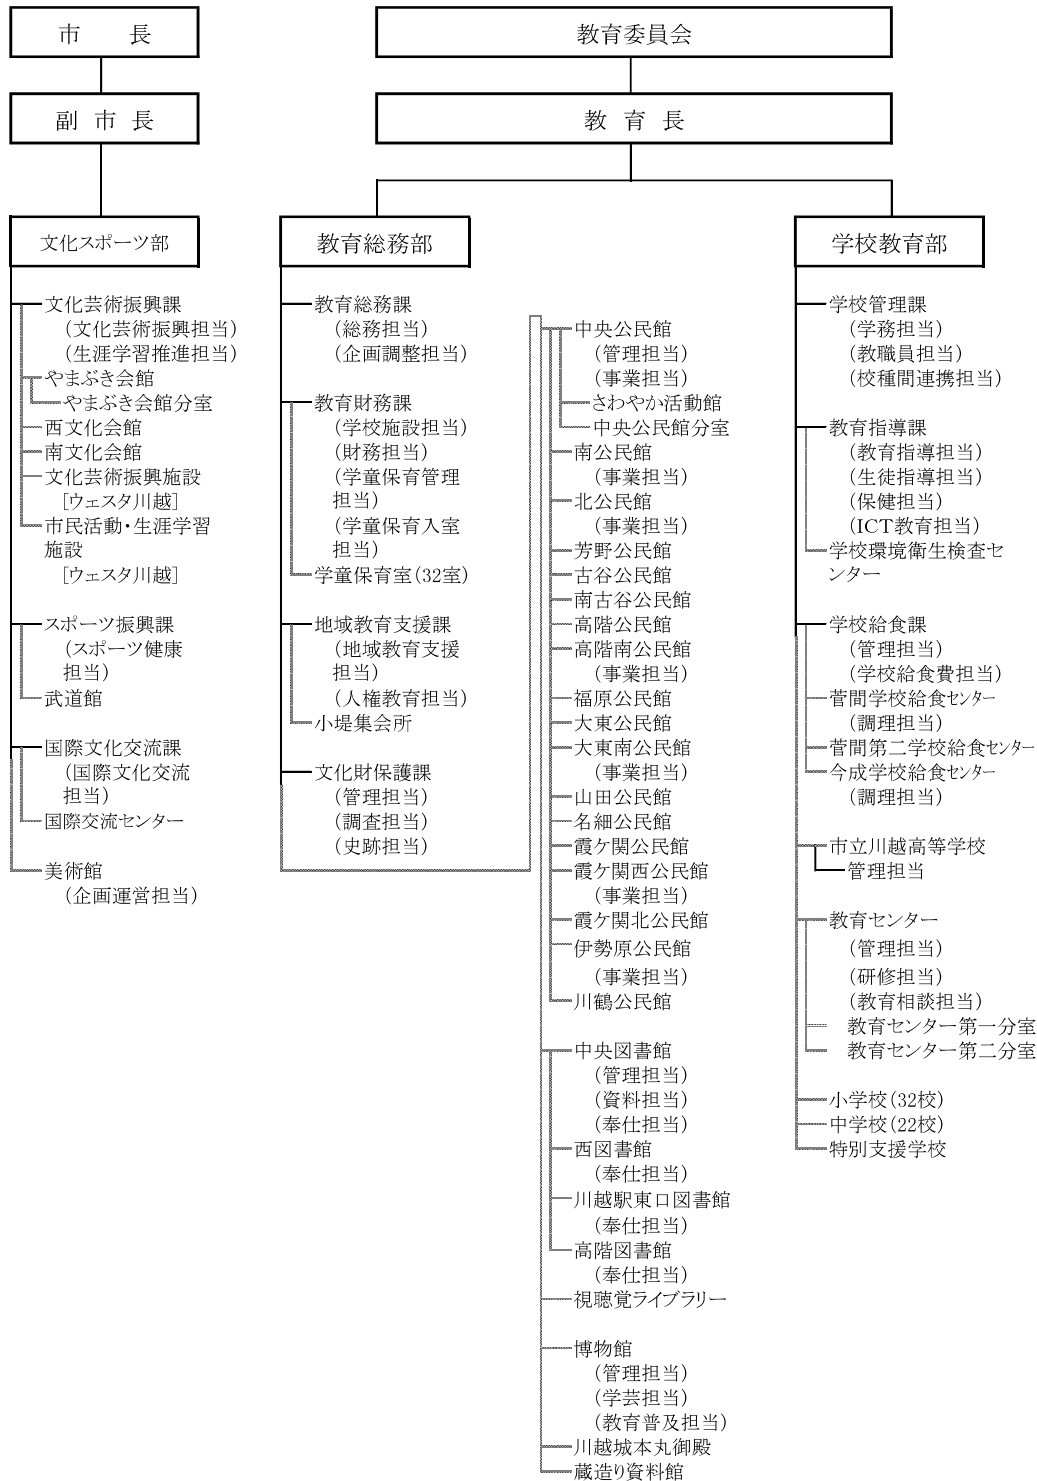 市　　長
副　市　長
文化スポーツ部
文化芸術振興課
（文化芸術振興担当）
（生涯学習推進担当）
やまぶき会館
やまぶき会館分室
西文化会館
南文化会館
文化芸術振興施設
［ウェスタ川越］
市民活動・生涯学習
施設
［ウェスタ川越］
スポーツ振興課
（スポーツ健康
担当）
武道館
国際文化交流課
（国際文化交流
担当）
国際交流センター
美術館
（企画運営担当）
教育委員会
教　育　長
教育総務部
教育総務課
（総務担当）
（企画調整担当）
教育財務課
（学校施設担当）
（財務担当）
（学童保育管理
担当）
（学童保育入室
担当）
学童保育室（32室）
地域教育支援課
（地域教育支援
担当）
（人権教育担当）
小堤集会所
文化財保護課
（管理担当）
（調査担当）
（史跡担当）
中央公民館
（管理担当）
（事業担当）
さわやか活動館
中央公民館分室
南公民館
（事業担当）
北公民館
（事業担当）
芳野公民館
古谷公民館
南古谷公民館
高階公民館
高階南公民館
（事業担当）
福原公民館
大東公民館
大東南公民館
（事業担当）
山田公民館
名細公民館
霞ケ関公民館
霞ケ関西公民館
（事業担当）
霞ケ関北公民館
伊勢原公民館
（事業担当）
川鶴公民館
中央図書館
（管理担当）
（資料担当）
（奉仕担当）
西図書館
（奉仕担当）
川越駅東口図書館
（奉仕担当）
高階図書館
（奉仕担当）
視聴覚ライブラリー
博物館
（管理担当）
（学芸担当）
（教育普及担当）
川越城本丸御殿
蔵造り資料館
学校教育部
学校管理課
（学務担当）
（教職員担当）
（校種間連携担当）
教育指導課
（教育指導担当）
（生徒指導担当）
（保健担当）
（ICT教育担当）
学校環境衛生検査セ
ンター
学校給食課
（管理担当）
（学校給食費担当）
菅間学校給食センター
（調理担当）
菅間第二学校給食センター
今成学校給食センター
（調理担当）
市立川越高等学校
管理担当
教育センター
（管理担当）
（研修担当）
（教育相談担当）
教育センター第一分室
教育センター第二分室
小学校（32校）
中学校（22校）
特別支援学校